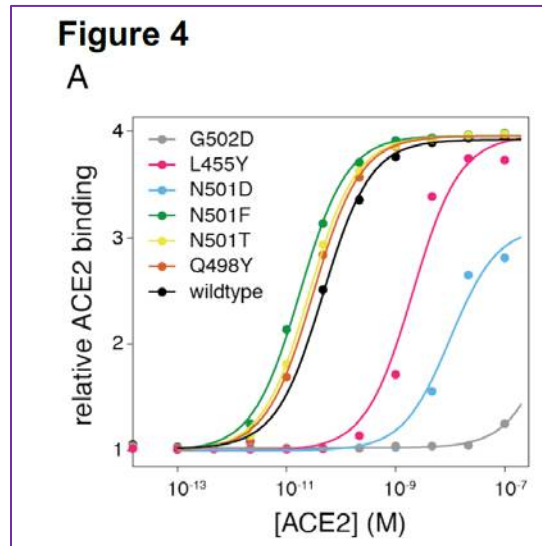 Figure 4
A
relative ACE2 binding
4
3
2
1
G502D
L455Y
N501D
N501F
N501T
Q498Y
wildtype
10⁻¹³
10⁻¹¹
10⁻⁹
10⁻⁷
[ACE2] (M)